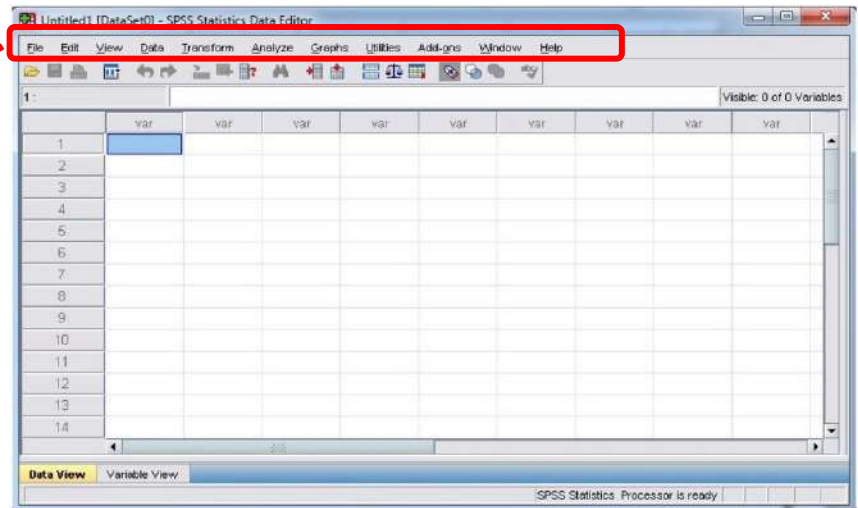 Untitled1 [DataSet0] - SPSS Statistics Data Editor
File Edit View Data Transform Analyze Graphs Utilities Add-ons Window Help
1 : Visible: 0 of 0 Variables
var var var var var var var var var
1
2
3
4
5
6
7
8
9
10
11
12
13
14
Data View Variable View
SPSS Statistics Processor is ready